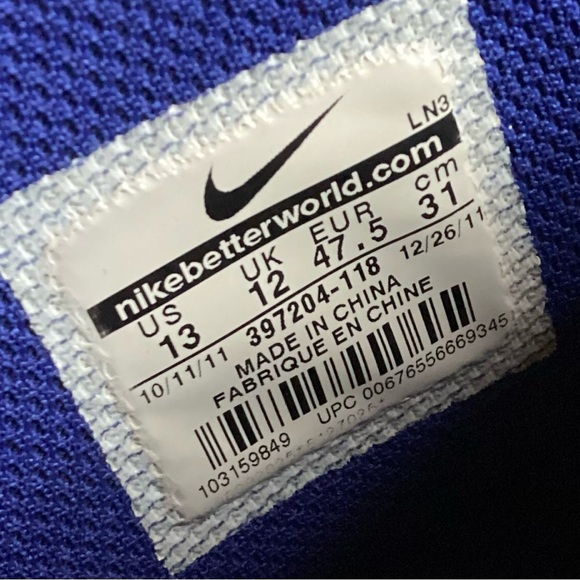 LN3
nikebetterworld.com
US UK EUR cm
13 12 47.5 31
10/11/11 397204-118 12/26/11
MADE IN CHINA
FABRIQUE EN CHINE
103159849 UPC 00676556669345